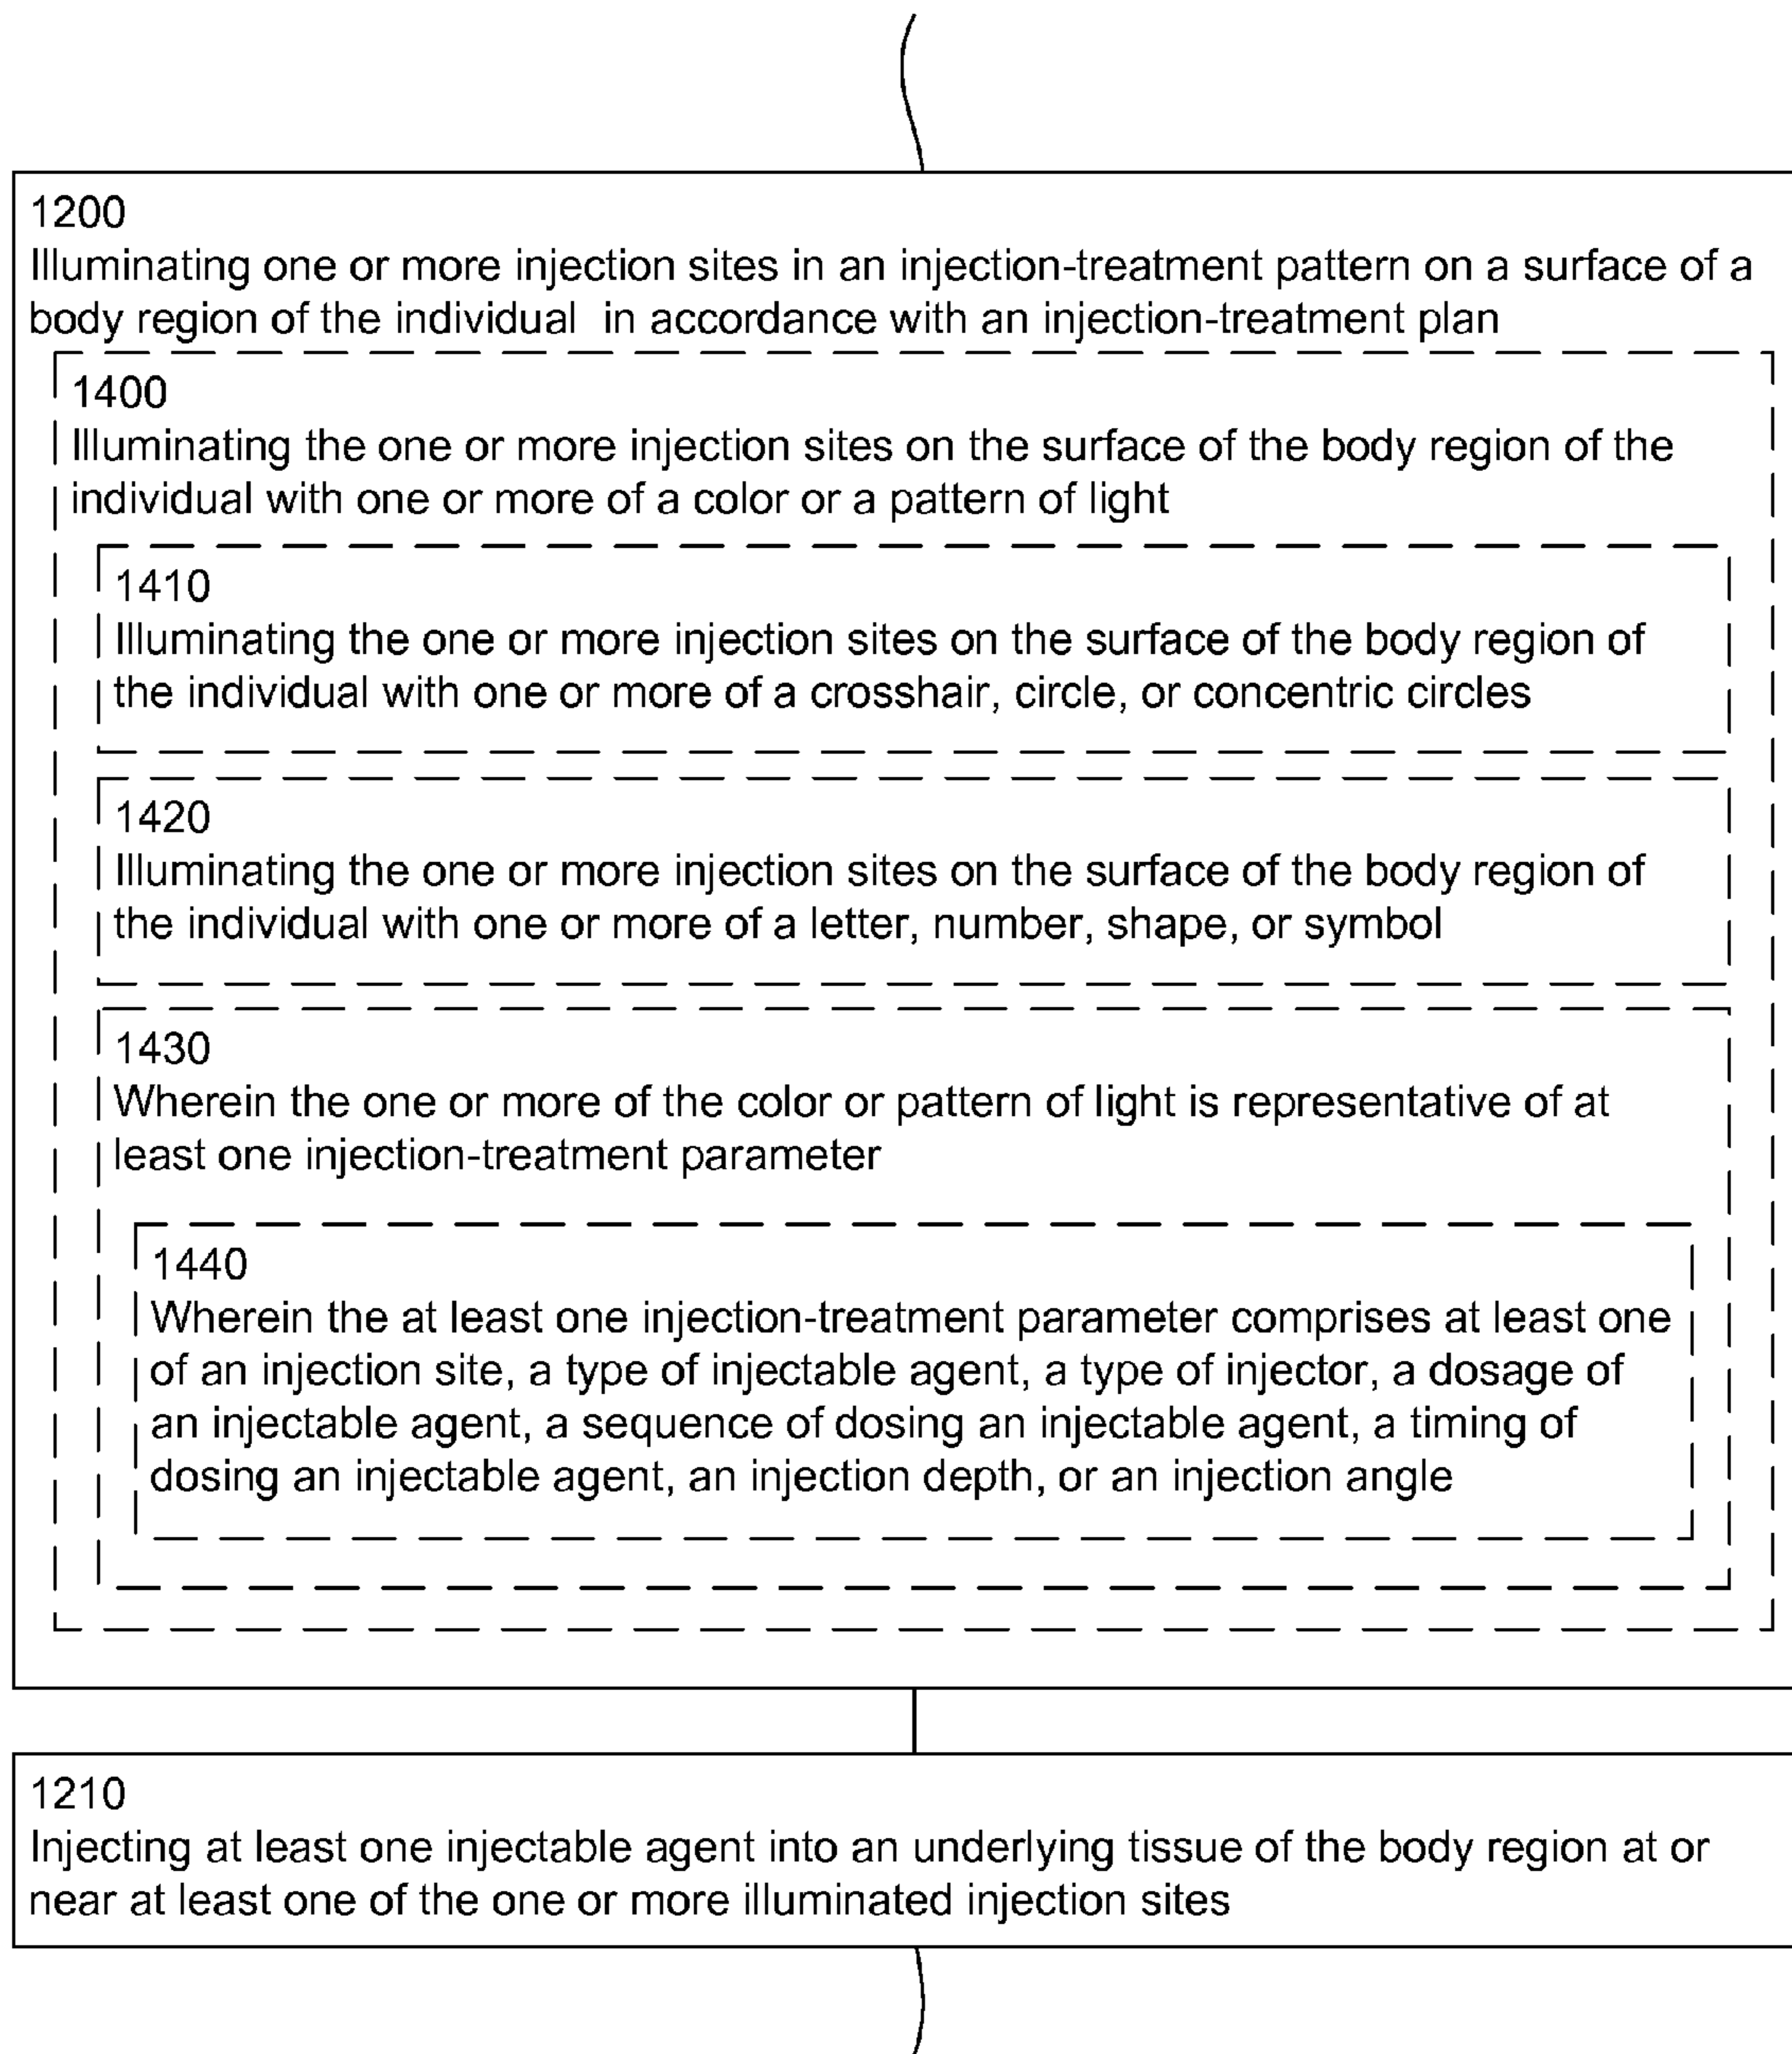 1200
Illuminating one or more injection sites in an injection-treatment pattern on a surface of a
body region of the individual  in accordance with an injection-treatment plan
1400
Illuminating the one or more injection sites on the surface of the body region of the
individual with one or more of a color or a pattern of light
1410
Illuminating the one or more injection sites on the surface of the body region of
the individual with one or more of a crosshair, circle, or concentric circles
1420
Illuminating the one or more injection sites on the surface of the body region of
the individual with one or more of a letter, number, shape, or symbol
1430
Wherein the one or more of the color or pattern of light is representative of at
least one injection-treatment parameter
1440
Wherein the at least one injection-treatment parameter comprises at least one
of an injection site, a type of injectable agent, a type of injector, a dosage of
an injectable agent, a sequence of dosing an injectable agent, a timing of
dosing an injectable agent, an injection depth, or an injection angle
1210
Injecting at least one injectable agent into an underlying tissue of the body region at or
near at least one of the one or more illuminated injection sites